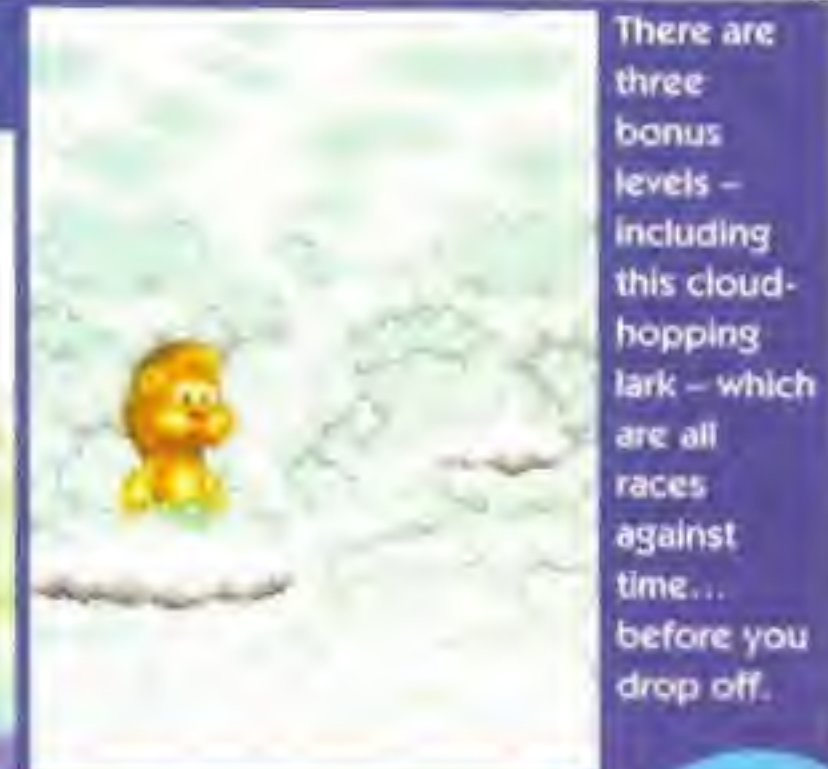 There are
three
bonus
levels –
including
this cloud-
hopping
lark – which
are all
races
against
time...
before you
drop off.